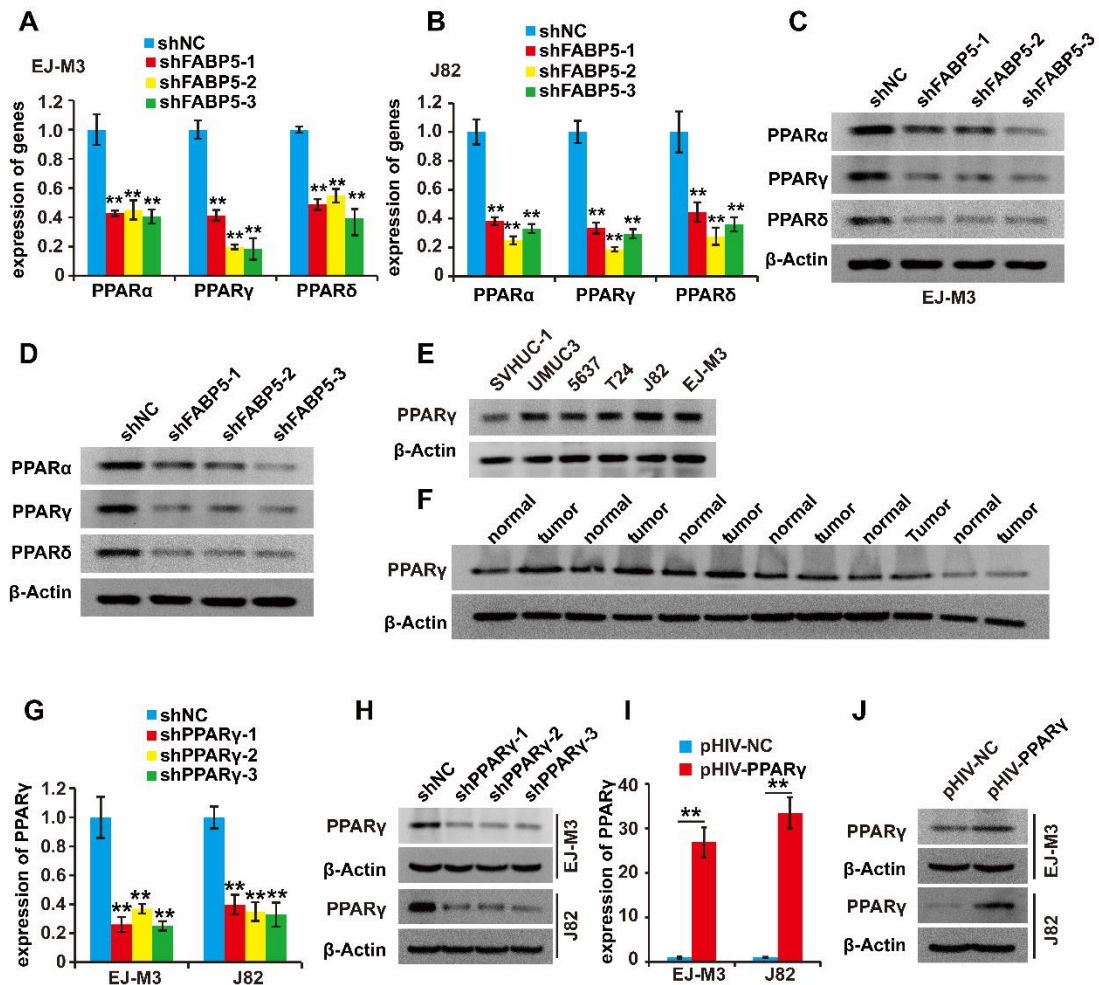 A
EJ-M3
shNC
shFABP5-1
shFABP5-2
shFABP5-3
expression of genes
1.2
1.0
0.8
0.6
0.4
0.2
0
** ** **
** ** **
** ** **
PPARα PPARγ PPARδ
B
J82
shNC
shFABP5-1
shFABP5-2
shFABP5-3
expression of genes
1.2
1.0
0.8
0.6
0.4
0.2
0
** ** **
** ** **
** ** **
PPARα PPARγ PPARδ
C
shNC shFABP5-1 shFABP5-2 shFABP5-3
PPARα
PPARγ
PPARδ
β-Actin
EJ-M3
D
shNC shFABP5-1 shFABP5-2 shFABP5-3
PPARα
PPARγ
PPARδ
β-Actin
E
SVHUC-1 UMUC3 5637 T24 J82 EJ-M3
PPARγ
β-Actin
F
normal tumor normal tumor normal tumor normal tumor normal Tumor normal tumor
PPARγ
β-Actin
G
shNC
shPPARγ-1
shPPARγ-2
shPPARγ-3
expression of PPARγ
1.2
1.0
0.8
0.6
0.4
0.2
0.0
** ** **
** ** **
EJ-M3 J82
H
shNC shPPARγ-1 shPPARγ-2 shPPARγ-3
PPARγ
β-Actin
EJ-M3
PPARγ
β-Actin
J82
I
pHIV-NC
pHIV-PPARγ
expression of PPARγ
40
30
20
10
0
** **
EJ-M3 J82
J
pHIV-NC pHIV-PPARγ
PPARγ
β-Actin
EJ-M3
PPARγ
β-Actin
J82